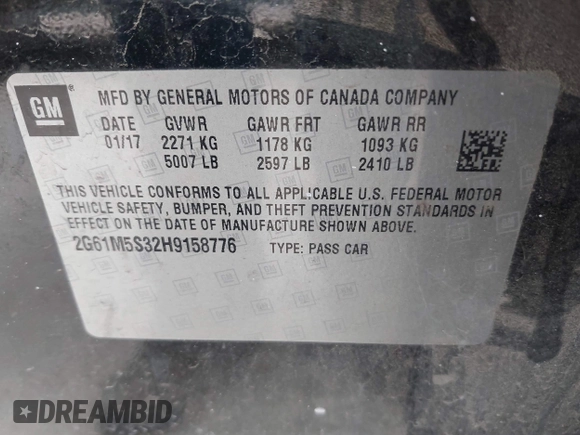 GM
MFD BY GENERAL MOTORS OF CANADA COMPANY
DATE GVWR GAWR FRT GAWR RR
01/17 2271 KG 1178 KG 1093 KG
5007 LB 2597 LB 2410 LB
THIS VEHICLE CONFORMS TO ALL APPLICABLE U.S. FEDERAL MOTOR
VEHICLE SAFETY, BUMPER, AND THEFT PREVENTION STANDARDS IN
EFFECT ON THE DATE OF MANUFACTURE SHOWN ABOVE.
2G61M5S32H9158776 TYPE: PASS CAR
DREAMBID